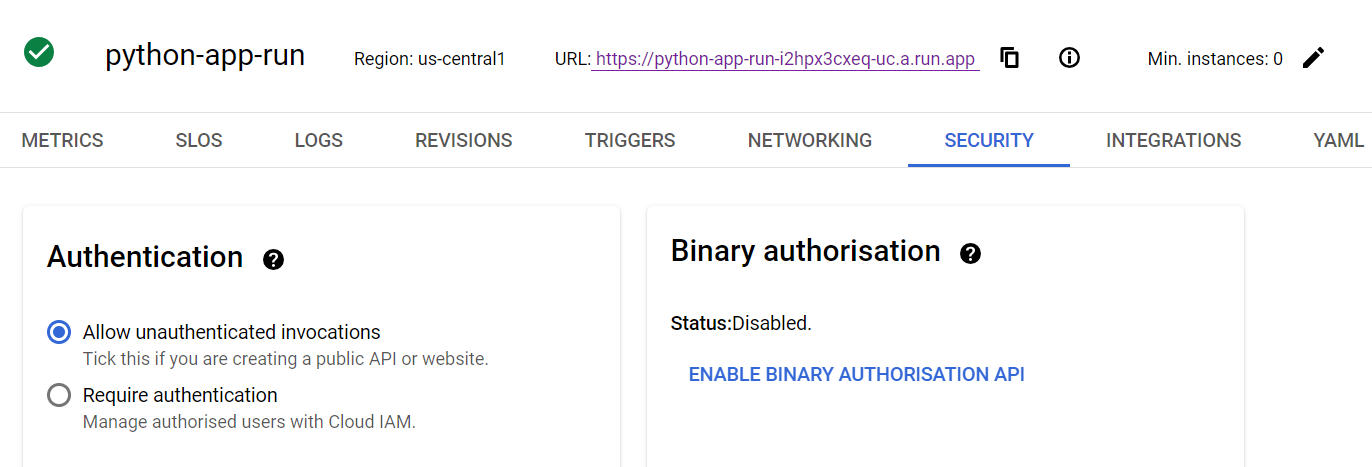 python-app-run Region: us-central1 URL: https://python-app-run-i2hpx3cxeq-uc.a.run.app Min. instances: 0
METRICS SLOS LOGS REVISIONS TRIGGERS NETWORKING SECURITY INTEGRATIONS YAML
Authentication
Allow unauthenticated invocations
Tick this if you are creating a public API or website.
Require authentication
Manage authorised users with Cloud IAM.
Binary authorisation
Status:Disabled.
ENABLE BINARY AUTHORISATION API